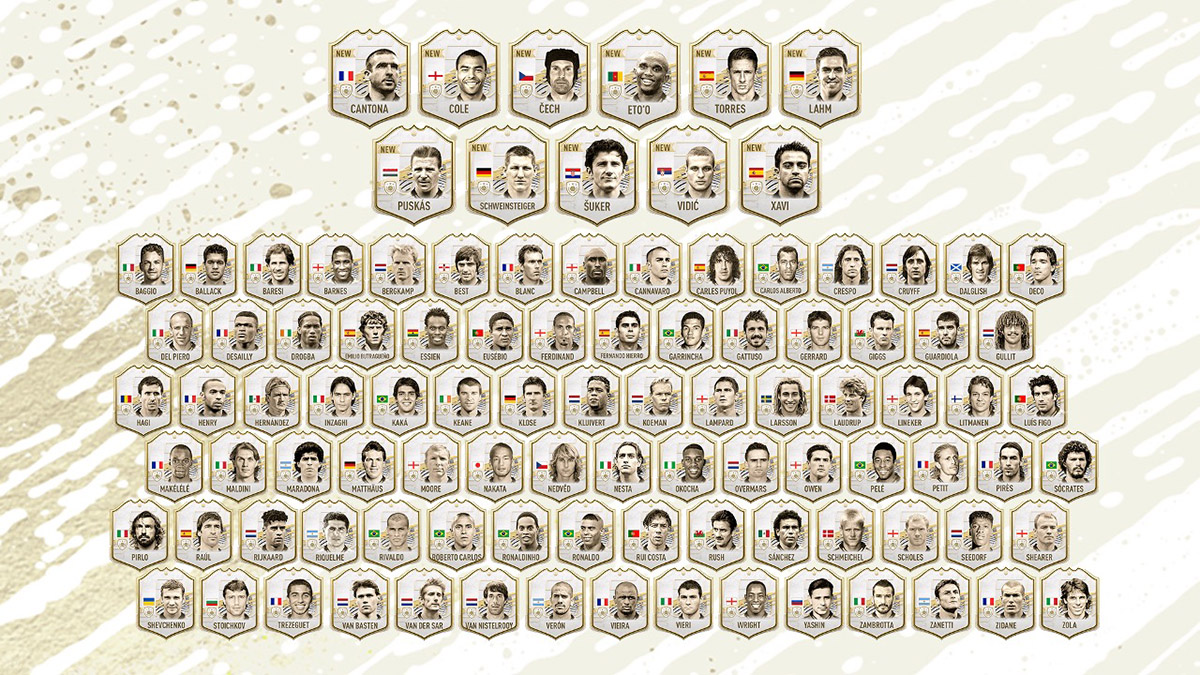 NEW NEW NEW NEW NEW NEW
CANTONA COLE ČECH ETO'O TORRES LAHM
NEW NEW NEW NEW NEW
PUSKÁS SCHWEINSTEIGER ŠUKER VIDIĆ XAVI
BAGGIO BALLACK BARESI BARNES BERGKAMP BEST BLANC CAMPBELL CANNAVARO CARLES PUYOL CARLOS ALBERTO CRESPO CRUYFF DALGLISH DECO
DEL PIERO DESAILLY DROGBA EMILIO BUTRAGUEÑO ESSIEN EUSÉBIO FERDINAND FERNANDO HIERRO GARRINCHA GATTUSO GERRARD GIGGS GUARDIOLA GULLIT
HAGI HENRY HERNÁNDEZ INZAGHI KAKÁ KEANE KLOSE KLUIVERT KOEMAN LAMPARD LARSSON LAUDRUP LINEKER LITMANEN LUÍS FIGO
MAKÉLÉLÉ MALDINI MARADONA MATTHÄUS MOORE NAKATA NEDVĚD NESTA OKOCHA OVERMARS OWEN PELÉ PETIT PIRÈS SÓCRATES
PIRLO RAÚL RIJKAARD RIQUELME RIVALDO ROBERTO CARLOS RONALDINHO RONALDO RUI COSTA RUSH SÁNCHEZ SCHMEICHEL SCHOLES SEEDORF SHEARER
SHEVCHENKO STOICHKOV TREZEGUET VAN BASTEN VAN DER SAR VAN NISTELROOY VERÓN VIEIRA VIERI WRIGHT YASHIN ZAMBROTTA ZANETTI ZIDANE ZOLA